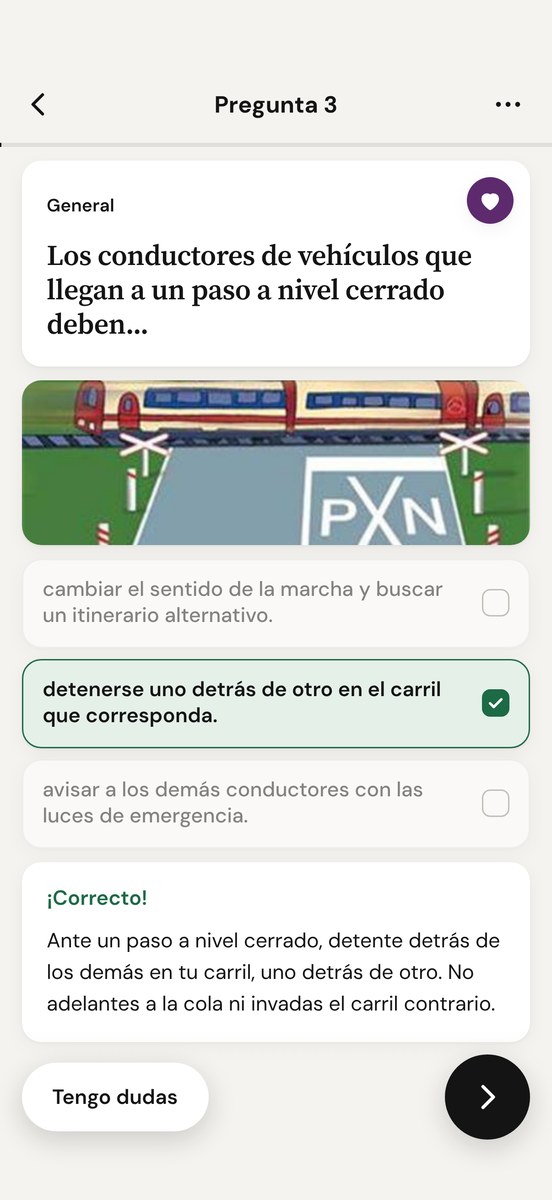 Pregunta 3
General
Los conductores de vehículos que
llegan a un paso a nivel cerrado
deben...
PXN
cambiar el sentido de la marcha y buscar
un itinerario alternativo.
detenerse uno detrás de otro en el carril
que corresponda.
avisar a los demás conductores con las
luces de emergencia.
¡Correcto!
Ante un paso a nivel cerrado, detente detrás de
los demás en tu carril, uno detrás de otro. No
adelantes a la cola ni invadas el carril contrario.
Tengo dudas